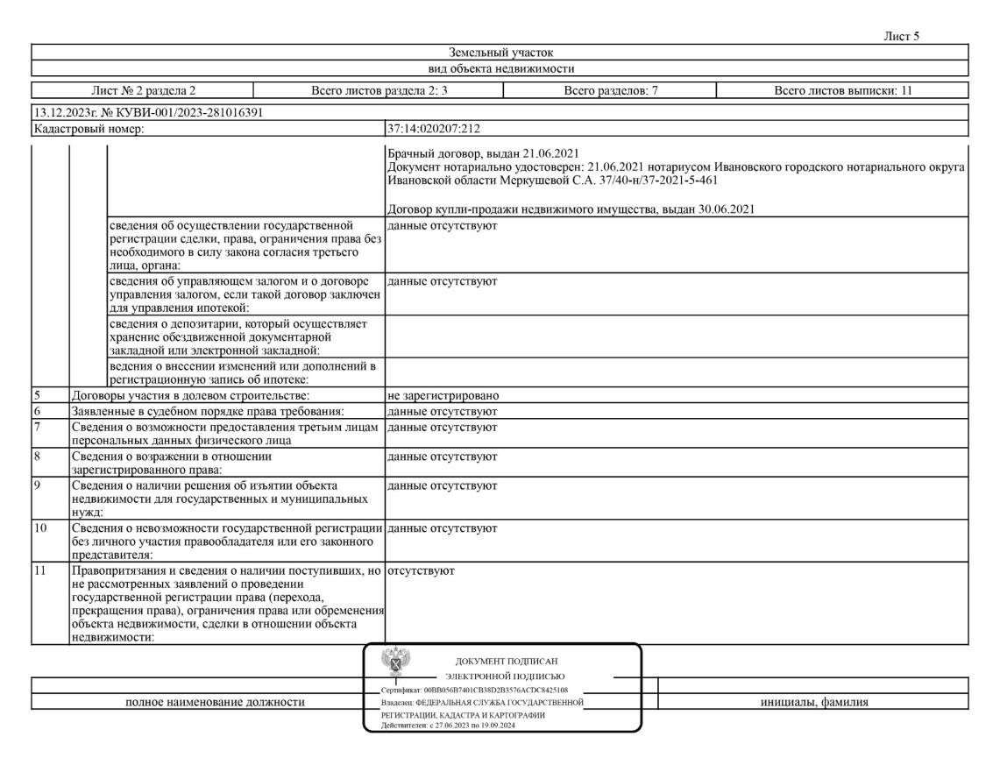 Лист 5
Земельный участок
вид объекта недвижимости
Лист № 2 раздела 2
Всего листов раздела 2: 3
Всего разделов: 7
Всего листов выписки: 11
13.12.2023г. № КУВИ-001/2023-281016391
Кадастровый номер:
37:14:020207:212
Брачный договор, выдан 21.06.2021
Документ нотариально удостоверен: 21.06.2021 нотариусом Ивановского городского нотариального округа
Ивановской области Меркушевой С.А. 37/40-н/37-2021-5-461
Договор купли-продажи недвижимого имущества, выдан 30.06.2021
сведения об осуществлении государственной
регистрации сделки, права, ограничения права без
необходимого в силу закона согласия третьего
лица, органа:
данные отсутствуют
сведения об управляющем залогом и о договоре
управления залогом, если такой договор заключен
для управления ипотекой:
данные отсутствуют
сведения о депозитарии, который осуществляет
хранение обездвиженной документарной
закладной или электронной закладной:
ведения о внесении изменений или дополнений в
регистрационную запись об ипотеке:
5
Договоры участия в долевом строительстве:
не зарегистрировано
6
Заявленные в судебном порядке права требования:
данные отсутствуют
7
Сведения о возможности предоставления третьим лицам
персональных данных физического лица
данные отсутствуют
8
Сведения о возражении в отношении
зарегистрированного права:
данные отсутствуют
9
Сведения о наличии решения об изъятии объекта
недвижимости для государственных и муниципальных
нужд:
данные отсутствуют
10
Сведения о невозможности государственной регистрации
без личного участия правообладателя или его законного
представителя:
данные отсутствуют
11
Правопритязания и сведения о наличии поступивших, но
не рассмотренных заявлений о проведении
государственной регистрации права (перехода,
прекращения права), ограничения права или обременения
объекта недвижимости, сделки в отношении объекта
недвижимости:
отсутствуют
ДОКУМЕНТ ПОДПИСАН
ЭЛЕКТРОННОЙ ПОДПИСЬЮ
Сертификат: 00BB056B7401CB38D2B3576ACDC8425108
Владелец: ФЕДЕРАЛЬНАЯ СЛУЖБА ГОСУДАРСТВЕННОЙ
РЕГИСТРАЦИИ, КАДАСТРА И КАРТОГРАФИИ
Действителен: с 27.06.2023 по 19.09.2024
полное наименование должности
инициалы, фамилия